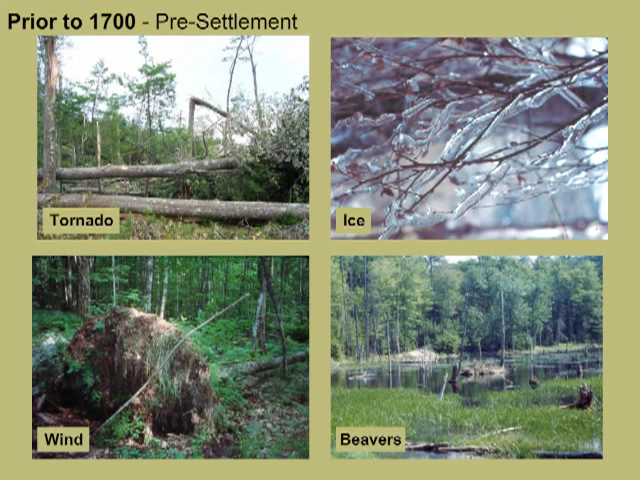 Prior to 1700 - Pre-Settlement
Tornado
Ice
Wind
Beavers